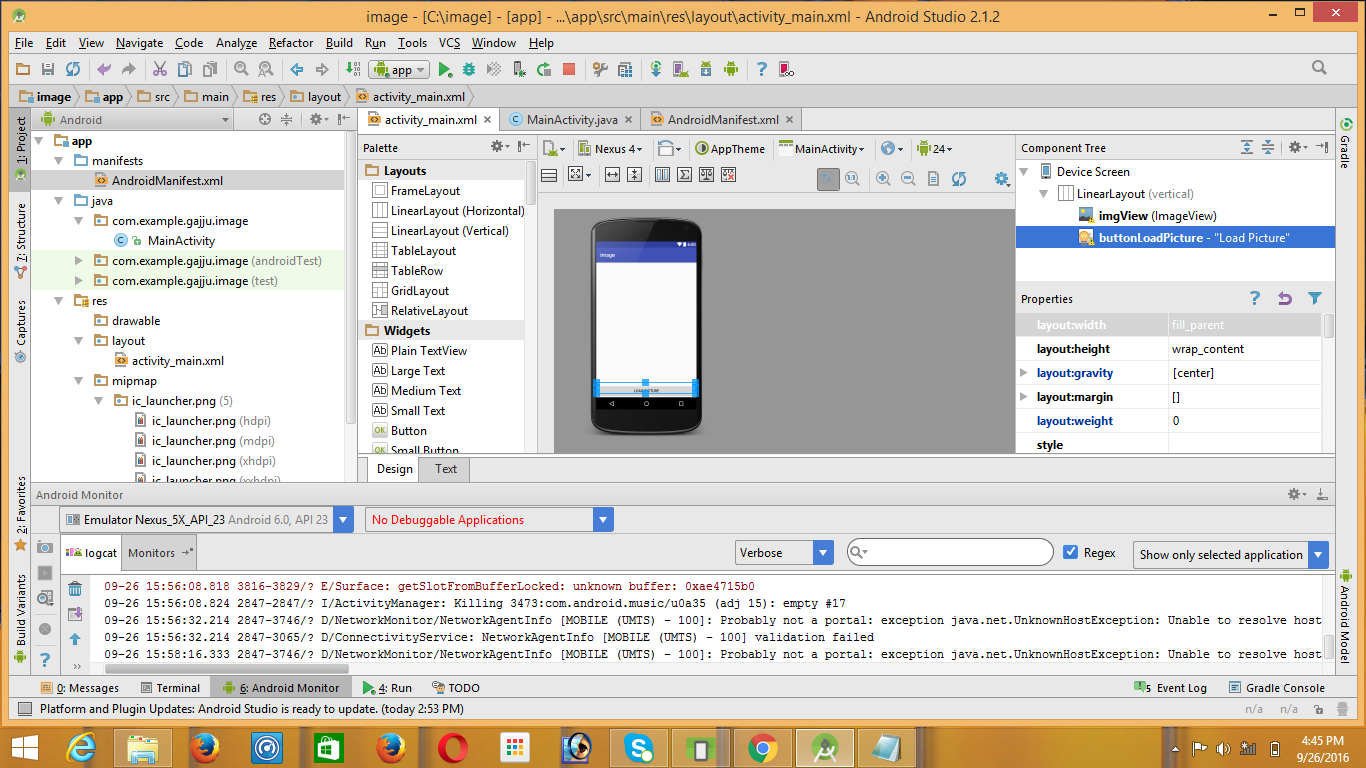 image - [C:\image] - [app] - ...\app\src\main\res\layout\activity_main.xml - Android Studio 2.1.2
File Edit View Navigate Code Analyze Refactor Build Run Tools VCS Window Help
app
image app src main res layout activity_main.xml
1: Project
7: Structure
Captures
2: Favorites
Build Variants
Android
app
manifests
AndroidManifest.xml
java
com.example.gajju.image
MainActivity
com.example.gajju.image (androidTest)
com.example.gajju.image (test)
res
drawable
layout
activity_main.xml
mipmap
ic_launcher.png (5)
ic_launcher.png (hdpi)
ic_launcher.png (mdpi)
ic_launcher.png (xhdpi)
ic_launcher.png (xxhdpi)
activity_main.xml MainActivity.java AndroidManifest.xml
Palette
Layouts
FrameLayout
LinearLayout (Horizontal)
LinearLayout (Vertical)
TableLayout
TableRow
GridLayout
RelativeLayout
Widgets
Ab Plain TextView
Ab Large Text
Ab Medium Text
Ab Small Text
OK Button
OK Small Button
Design Text
Nexus 4 AppTheme MainActivity 24
6:00
Image
LOAD PICTURE
Component Tree
Device Screen
LinearLayout (vertical)
imgView (ImageView)
buttonLoadPicture - "Load Picture"
Properties
layout:width fill_parent
layout:height wrap_content
layout:gravity [center]
layout:margin []
layout:weight 0
style
Gradle
Android Model
Android Monitor
Emulator Nexus_5X_API_23 Android 6.0, API 23 No Debuggable Applications
logcat Monitors Verbose Regex Show only selected application
09-26 15:56:08.818 3816-3829/? E/Surface: getSlotFromBufferLocked: unknown buffer: 0xae4715b0
09-26 15:56:08.824 2847-2847/? I/ActivityManager: Killing 3473:com.android.music/u0a35 (adj 15): empty #17
09-26 15:56:32.214 2847-3746/? D/NetworkMonitor/NetworkAgentInfo [MOBILE (UMTS) - 100]: Probably not a portal: exception java.net.UnknownHostException: Unable to resolve host
09-26 15:56:32.214 2847-3065/? D/ConnectivityService: NetworkAgentInfo [MOBILE (UMTS) - 100] validation failed
09-26 15:58:16.333 2847-3746/? D/NetworkMonitor/NetworkAgentInfo [MOBILE (UMTS) - 100]: Probably not a portal: exception java.net.UnknownHostException: Unable to resolve host
0: Messages Terminal 6: Android Monitor 4: Run TODO 5 Event Log Gradle Console
Platform and Plugin Updates: Android Studio is ready to update. (today 2:53 PM) n/a n/a
4:45 PM
9/26/2016